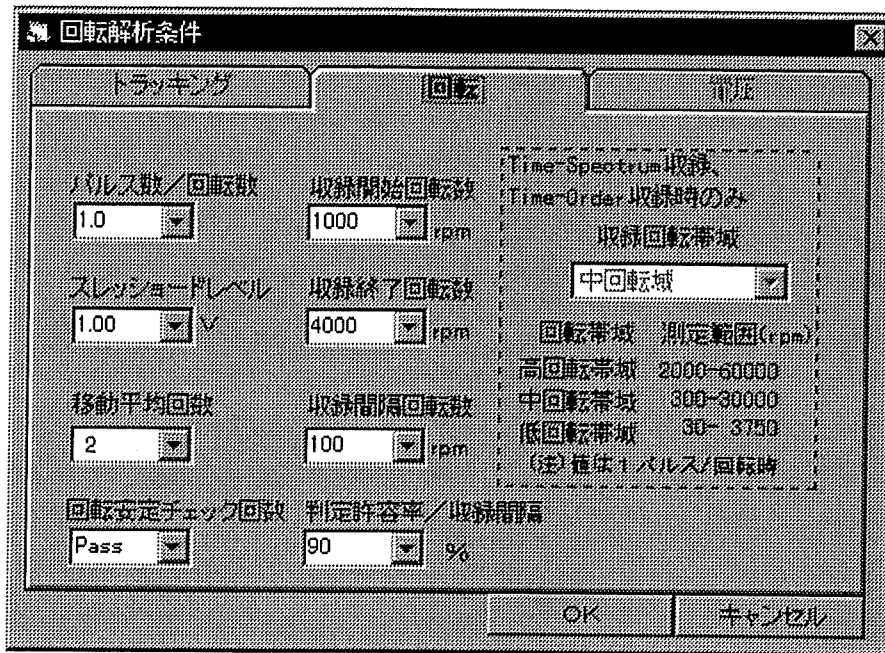 回転解析条件
トラッキング
回転
電圧
パルス数／回転数
1.0
収録開始回転数
1000
rpm
スレッショードレベル
1.00
V
収録終了回転数
4000
rpm
移動平均回数
2
収録間隔回転数
100
rpm
回転安定チェック回数
Pass
判定許容率／収録間隔
90
%
Time-Spectrum収録、
Time-Order収録時のみ
収録回転帯域
中回転域
回転帯域 測定範囲(rpm)
高回転帯域 2000-60000
中回転帯域 300-30000
低回転帯域 30- 3750
(注)値は1パルス/回転時
OK
キャンセル